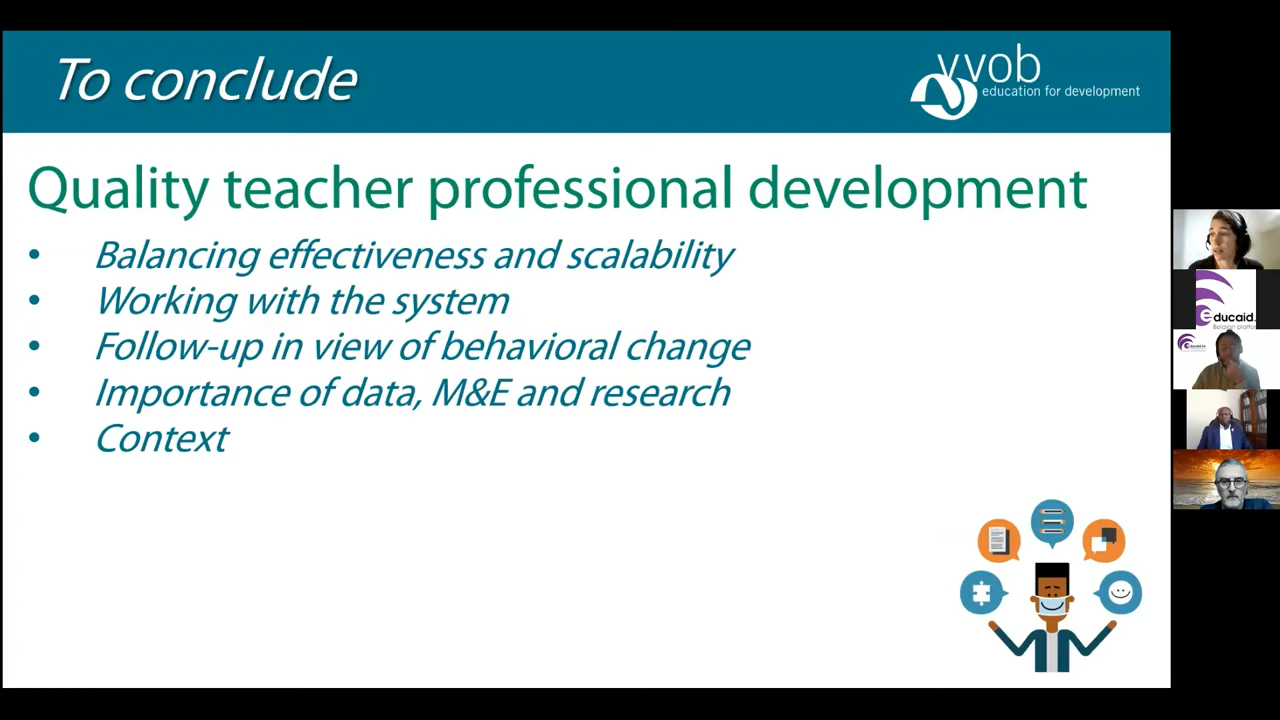 To conclude
vvob
education for development
Quality teacher professional development
• Balancing effectiveness and scalability
• Working with the system
• Follow-up in view of behavioral change
• Importance of data, M&E and research
• Context
educaid.